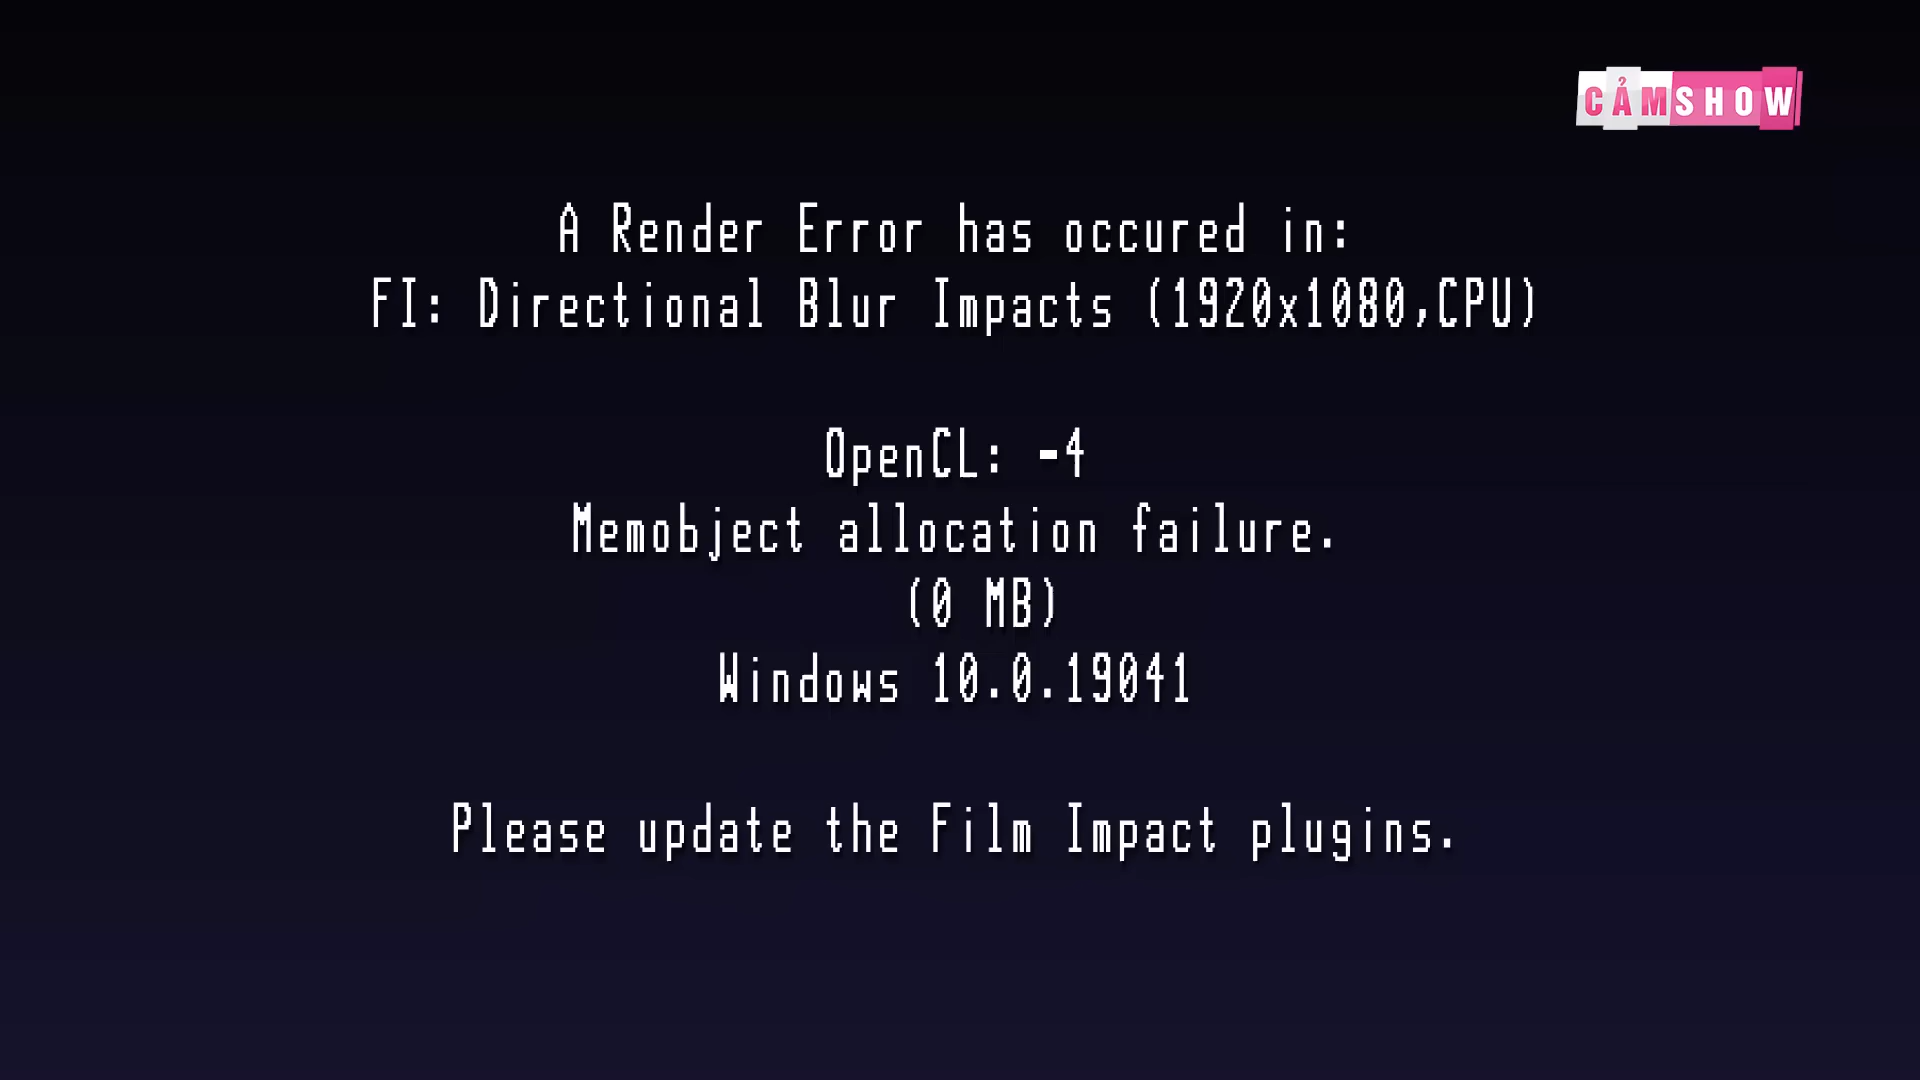 CẢMSHOW
A Render Error has occured in:
FI: Directional Blur Impacts (1920x1080,CPU)
OpenCL: -4
Memobject allocation failure.
(0 MB)
Windows 10.0.19041
Please update the Film Impact plugins.